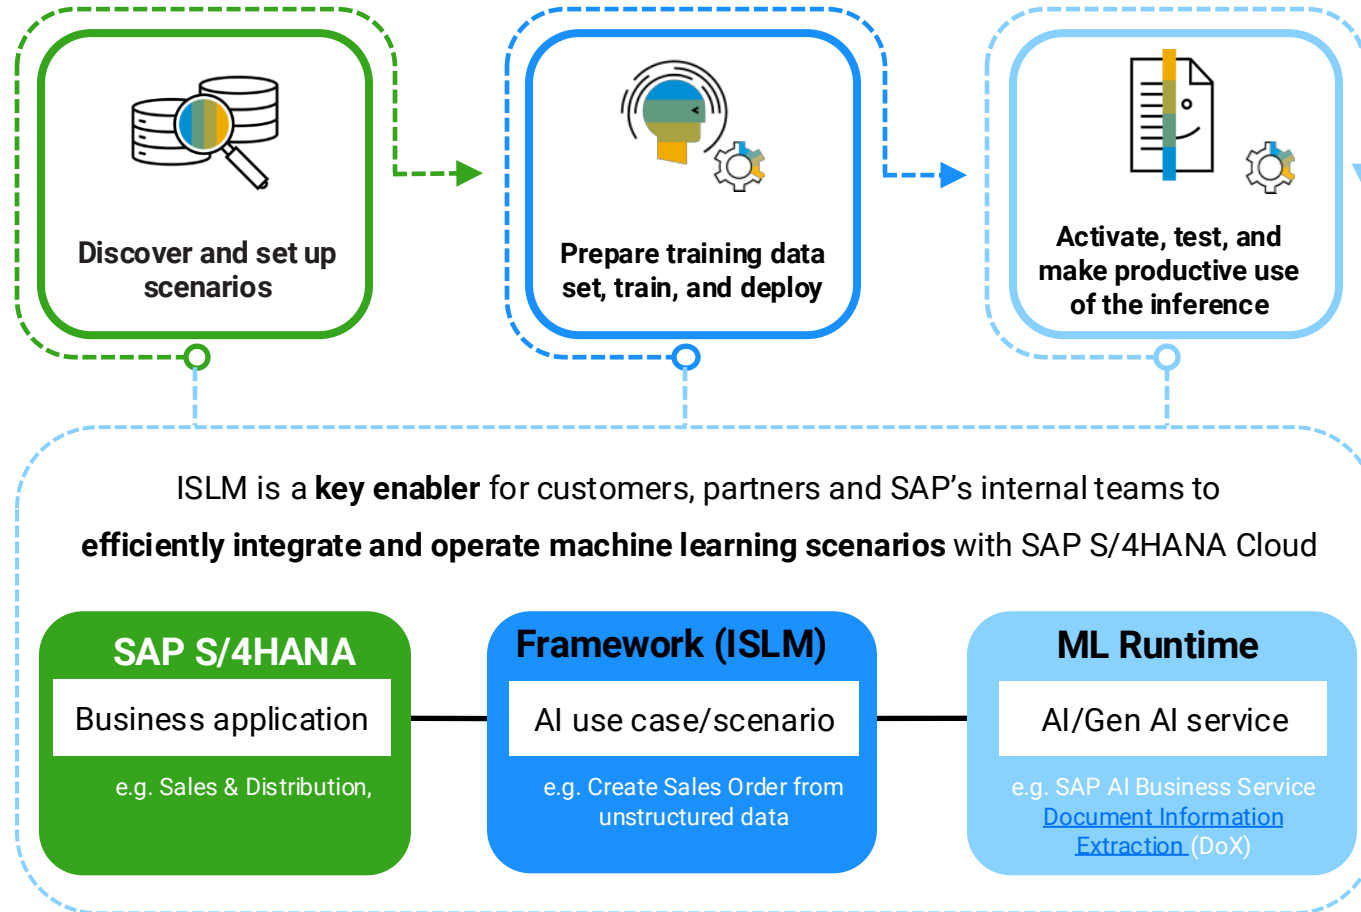 Discover and set up
scenarios
Prepare training data
set, train, and deploy
Activate, test, and
make productive use
of the inference
ISLM is a key enabler for customers, partners and SAP’s internal teams to
efficiently integrate and operate machine learning scenarios with SAP S/4HANA Cloud
SAP S/4HANA
Business application
e.g. Sales & Distribution,
Framework (ISLM)
AI use case/scenario
e.g. Create Sales Order from
unstructured data
ML Runtime
AI/Gen AI service
e.g. SAP AI Business Service
Document Information
Extraction (DoX)